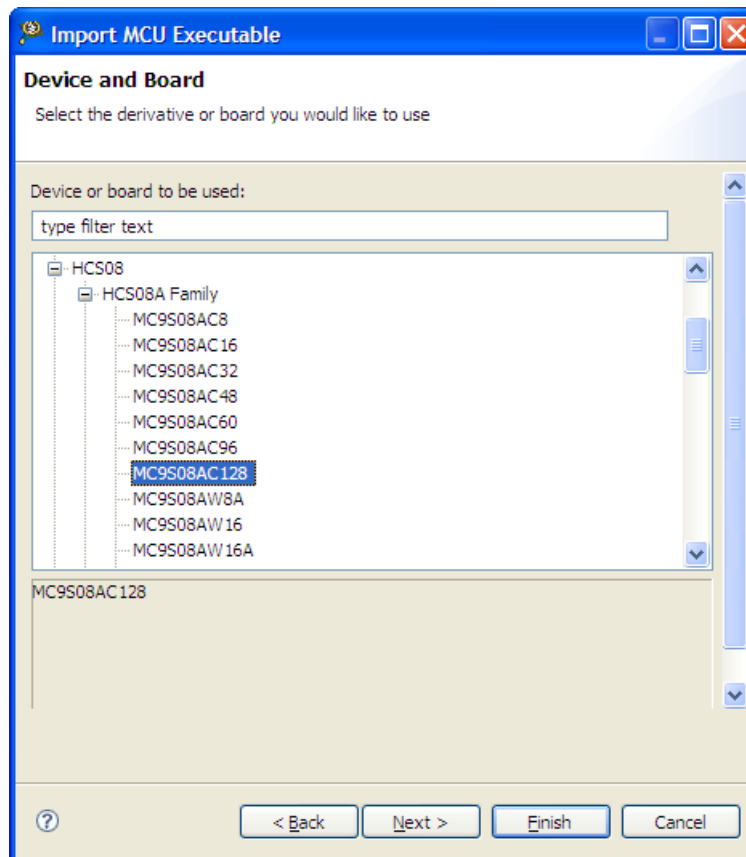 Import MCU Executable
Device and Board
Select the derivative or board you would like to use
Device or board to be used:
type filter text
HCS08
HCS08A Family
MC9S08AC8
MC9S08AC16
MC9S08AC32
MC9S08AC48
MC9S08AC60
MC9S08AC96
MC9S08AC128
MC9S08AW8A
MC9S08AW16
MC9S08AW16A
MC9S08AC128
? < Back Next > Finish Cancel